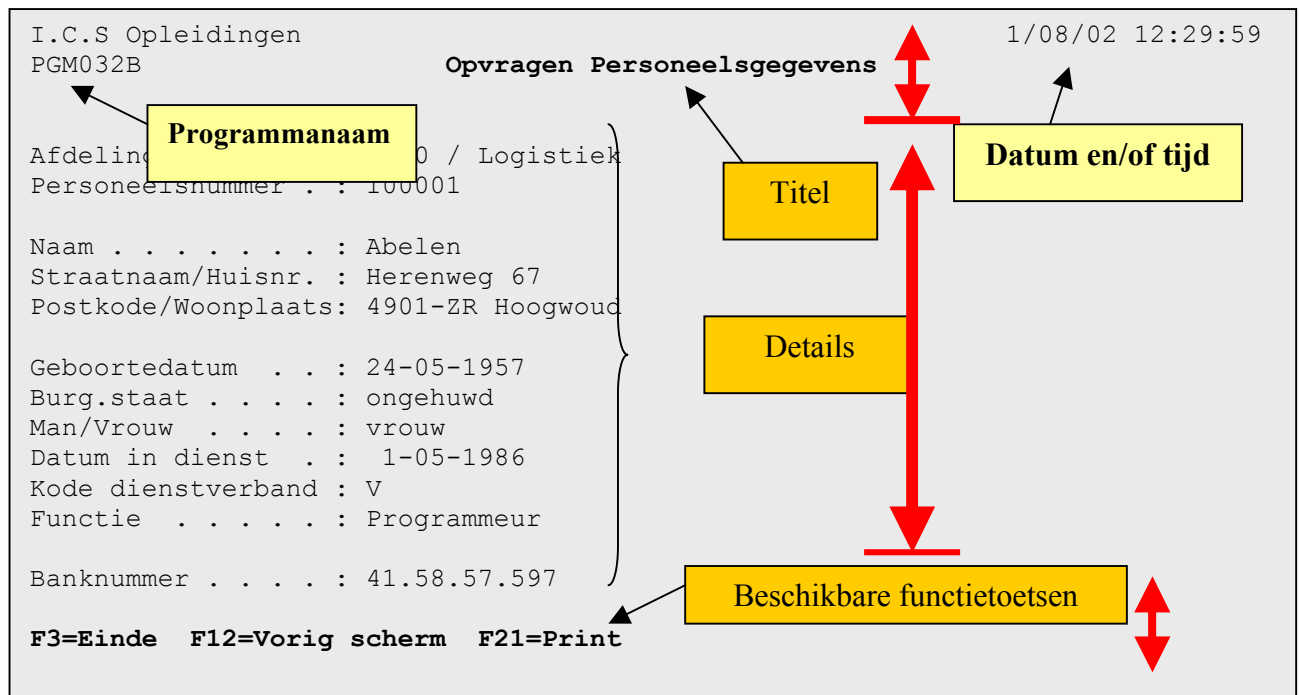 I.C.S Opleidingen 1/08/02 12:29:59
PGM032B Opvragen Personeelsgegevens
Programmanaam
Datum en/of tijd
Titel
0 / Logistiek
Personeelsnummer . : 100001
Naam . . . . . . . : Abelen
Straatnaam/Huisnr. : Herenweg 67
Postkode/Woonplaats: 4901-ZR Hoogwoud
Details
Geboortedatum  . . : 24-05-1957
Burg.staat . . . . : ongehuwd
Man/Vrouw  . . . . : vrouw
Datum in dienst  . :  1-05-1986
Kode dienstverband : V
Functie  . . . . . : Programmeur
Banknummer . . . . : 41.58.57.597
Beschikbare functietoetsen
F3=Einde  F12=Vorig scherm  F21=Print